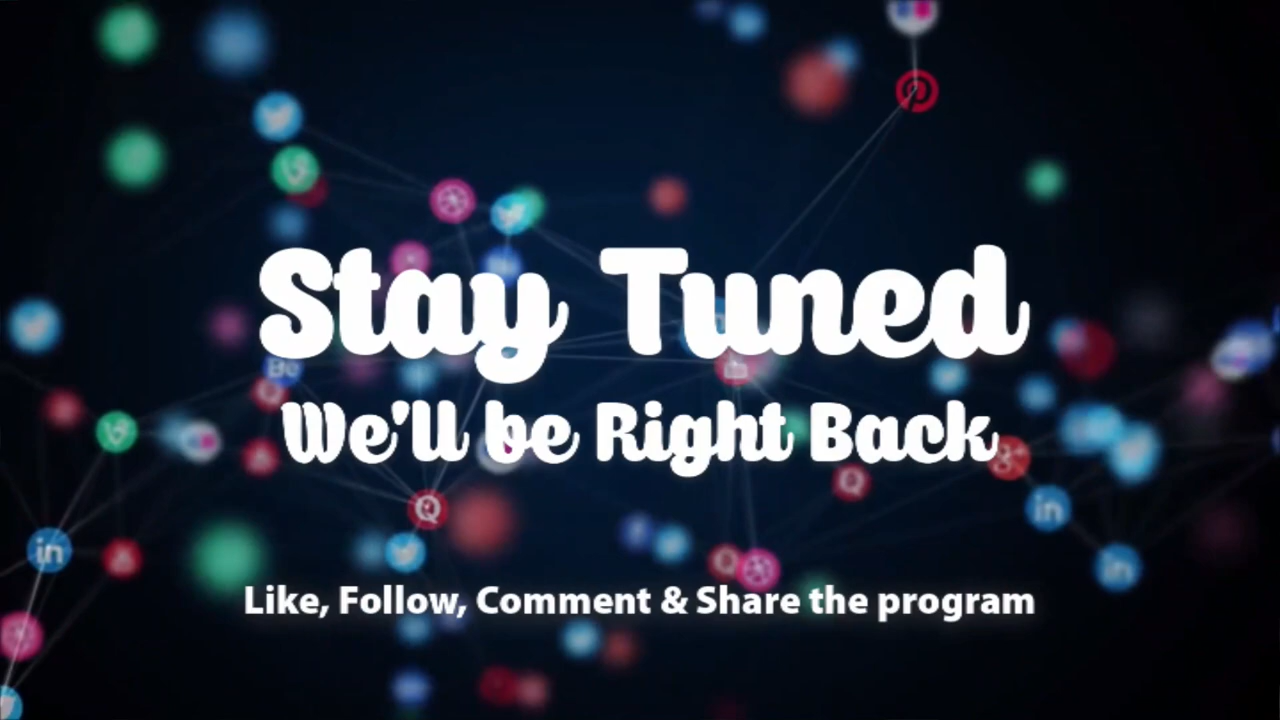 Stay Tuned
We'll be Right Back
Like, Follow, Comment & Share the program